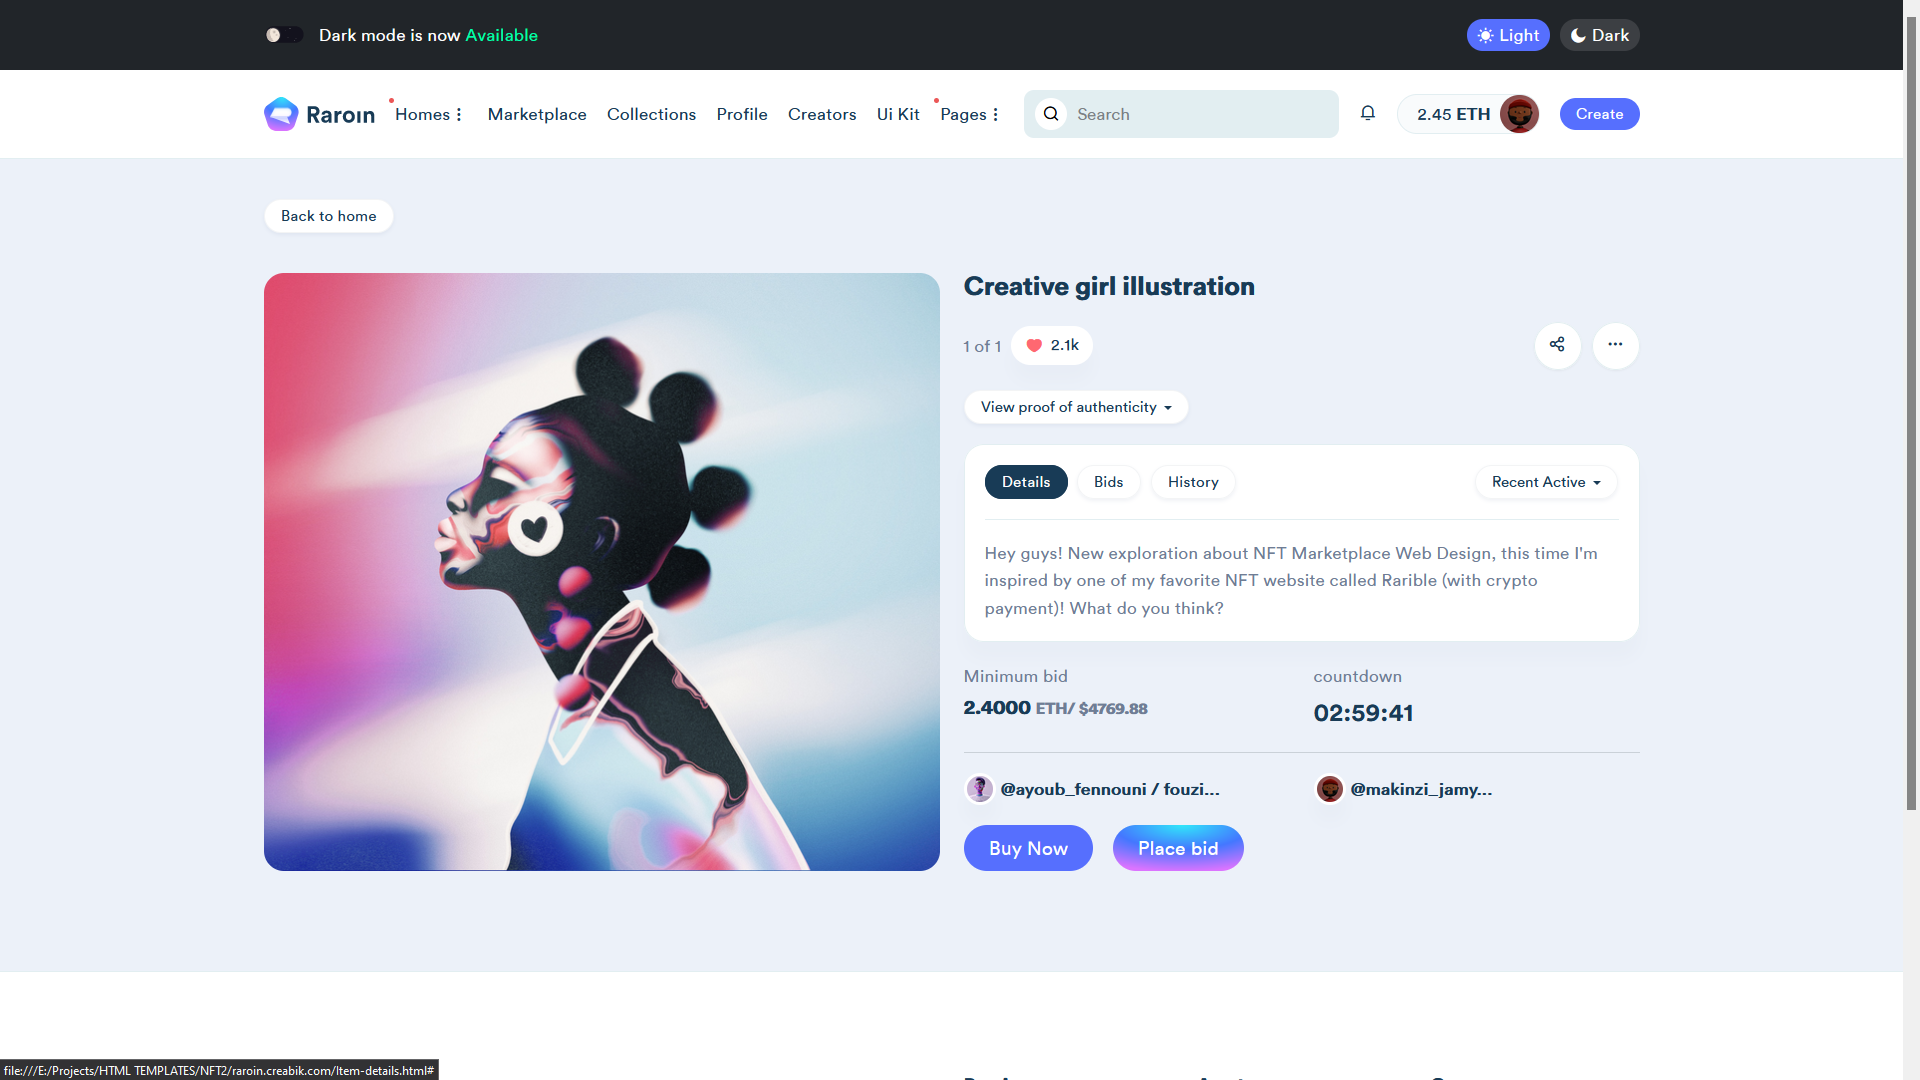 Dark mode is now Available
Light
Dark
Raroin
Homes
Marketplace
Collections
Profile
Creators
Ui Kit
Pages
Search
2.45 ETH
Create
Back to home
Creative girl illustration
1 of 1
2.1k
View proof of authenticity
Details
Bids
History
Recent Active
Hey guys! New exploration about NFT Marketplace Web Design, this time I'm
inspired by one of my favorite NFT website called Rarible (with crypto
payment)! What do you think?
Minimum bid
2.4000 ETH/ $4769.88
countdown
02:59:41
@ayoub_fennouni / fouzi...
@makinzi_jamy...
Buy Now
Place bid
file:///E:/Projects/HTML TEMPLATES/NFT2/raroin.creabik.com/Item-details.html#